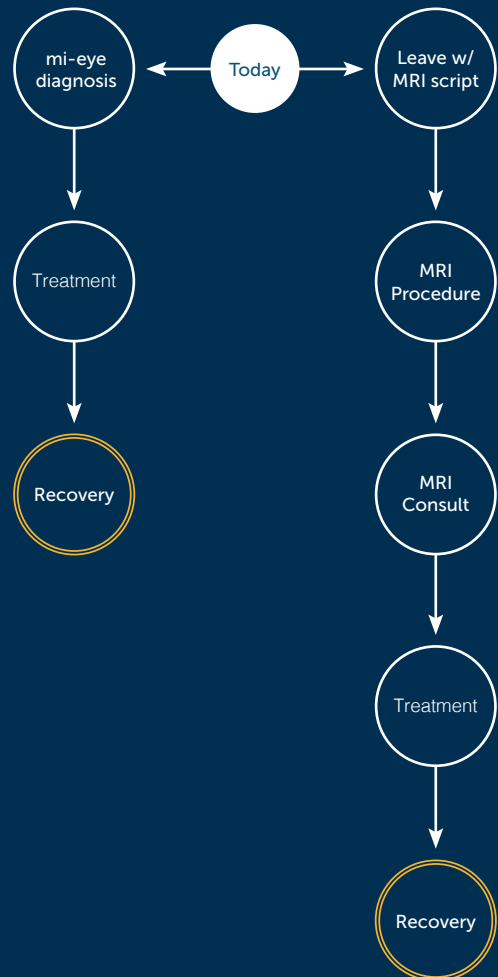 mi-eye
diagnosis
Today
Leave w/
MRI script
Treatment
MRI
Procedure
Recovery
MRI
Consult
Treatment
Recovery